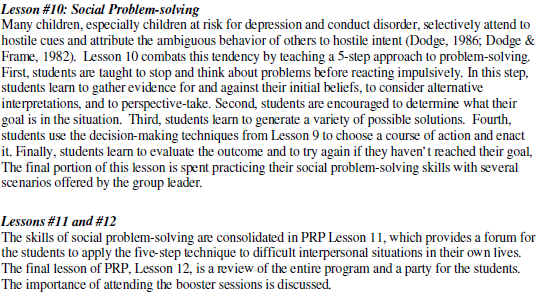 Lesson #10: Social Problem-solving
Many children, especially children at risk for depression and conduct disorder, selectively attend to
hostile cues and attribute the ambiguous behavior of others to hostile intent (Dodge, 1986; Dodge &
Frame, 1982).  Lesson 10 combats this tendency by teaching a 5-step approach to problem-solving.
First, students are taught to stop and think about problems before reacting impulsively. In this step,
students learn to gather evidence for and against their initial beliefs, to consider alternative
interpretations, and to perspective-take. Second, students are encouraged to determine what their
goal is in the situation.  Third, students learn to generate a variety of possible solutions.  Fourth,
students use the decision-making techniques from Lesson 9 to choose a course of action and enact
it. Finally, students learn to evaluate the outcome and to try again if they haven't reached their goal,
The final portion of this lesson is spent practicing their social problem-solving skills with several
scenarios offered by the group leader.
Lessons #11 and #12
The skills of social problem-solving are consolidated in PRP Lesson 11, which provides a forum for
the students to apply the five-step technique to difficult interpersonal situations in their own lives.
The final lesson of PRP, Lesson 12, is a review of the entire program and a party for the students.
The importance of attending the booster sessions is discussed.